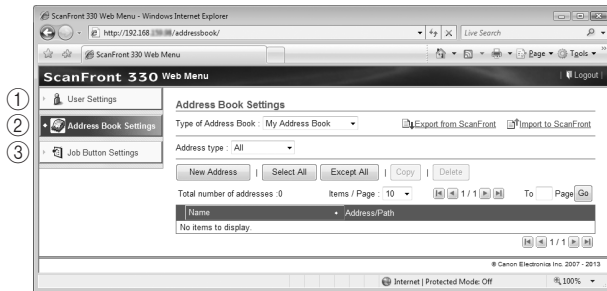 ScanFront 330 Web Menu - Windows Internet Explorer
http://192.168 /addressbook/
Live Search
ScanFront 330 Web Menu
Page
Tools
ScanFront 330 Web Menu
Logout
① User Settings
② Address Book Settings
③ Job Button Settings
Address Book Settings
Type of Address Book : My Address Book
Export from ScanFront
Import to ScanFront
Address type : All
New Address | Select All Except All | Copy | Delete
Total number of addresses :0 Items / Page : 10 1 / 1 To Page Go
Name Address/Path
No items to display.
1 / 1
© Canon Electronics Inc. 2007 - 2013
Internet | Protected Mode: Off 100%